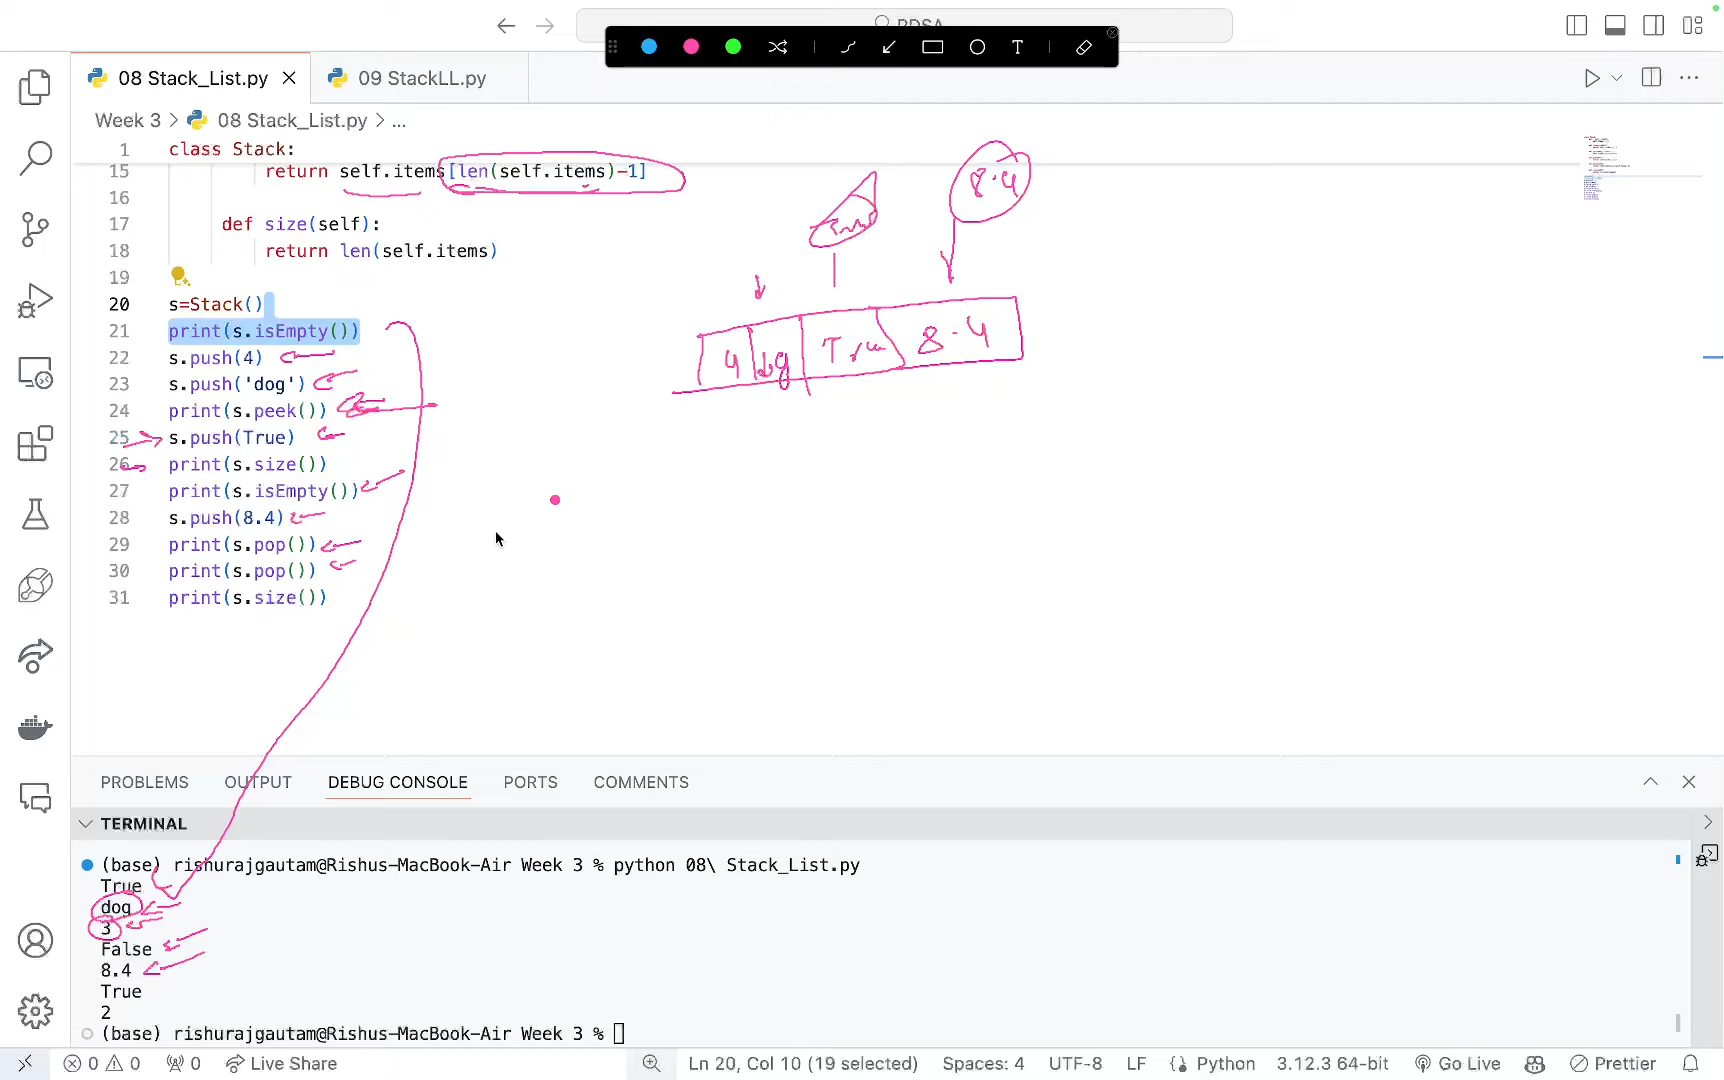 PDSA
T
08 Stack_List.py
09 StackLL.py
Week 3 > 08 Stack_List.py > ...
1 class Stack:
15 return self.items[len(self.items)-1]
16
17 def size(self):
18 return len(self.items)
19
20 s=Stack()
21 print(s.isEmpty())
22 s.push(4)
23 s.push('dog')
24 print(s.peek())
25 s.push(True)
26 print(s.size())
27 print(s.isEmpty())
28 s.push(8.4)
29 print(s.pop())
30 print(s.pop())
31 print(s.size())
8.4
4 dog True 8.4
PROBLEMS OUTPUT DEBUG CONSOLE PORTS COMMENTS
TERMINAL
(base) rishurajgautam@Rishus-MacBook-Air Week 3 % python 08\ Stack_List.py
True
dog
3
False
8.4
True
2
(base) rishurajgautam@Rishus-MacBook-Air Week 3 %
0 0 0 Live Share Ln 20, Col 10 (19 selected) Spaces: 4 UTF-8 LF Python 3.12.3 64-bit Go Live Prettier